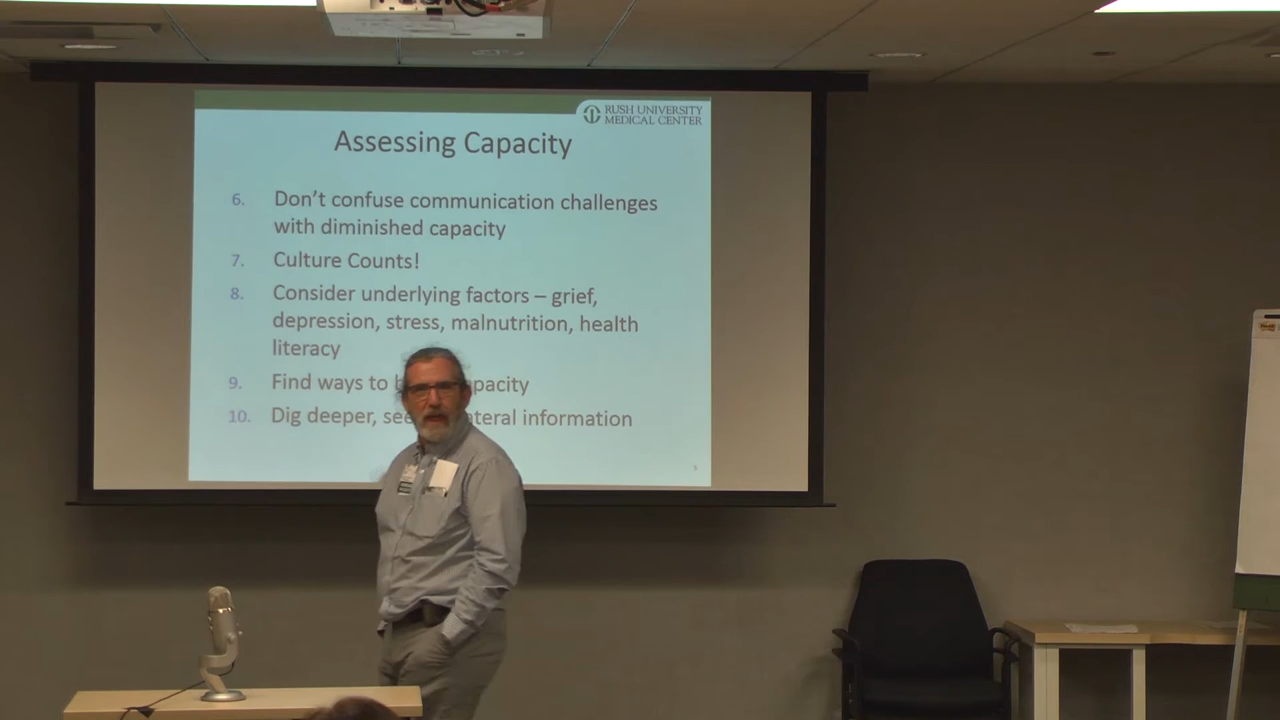 RUSH UNIVERSITY
MEDICAL CENTER
Assessing Capacity
6. Don't confuse communication challenges
with diminished capacity
7. Culture Counts!
8. Consider underlying factors – grief,
depression, stress, malnutrition, health
literacy
9. Find ways to
10. Dig deeper, information
5